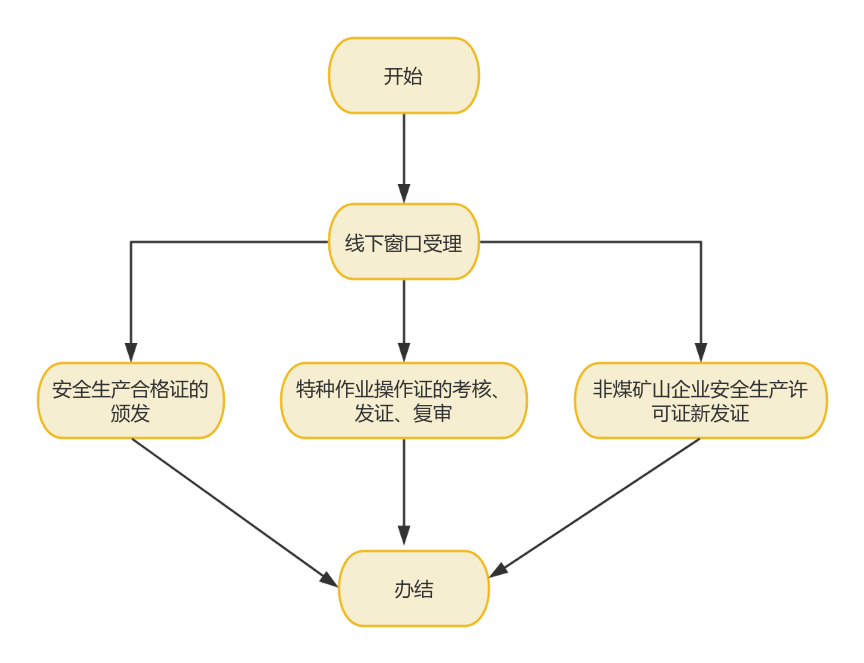 开始
线下窗口受理
安全生产合格证的
颁发
特种作业操作证的考核、
发证、复审
非煤矿山企业安全生产许
可证新发证
办结